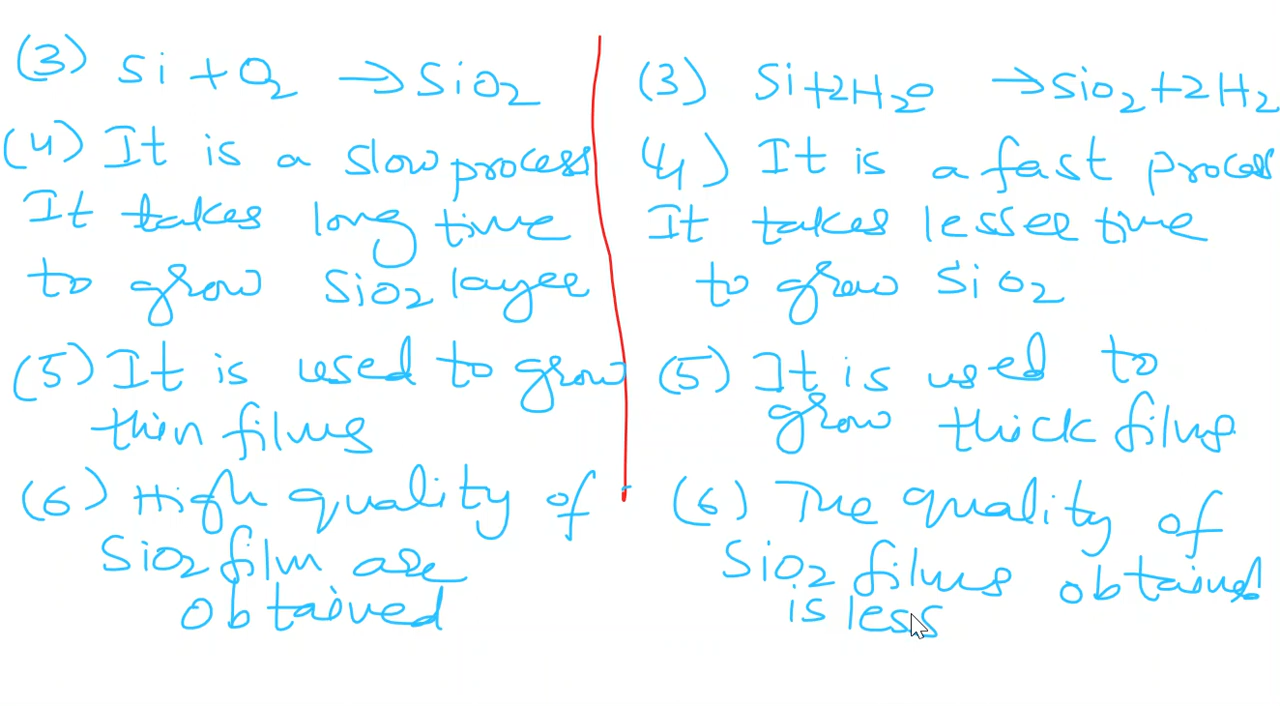 (3) Si + O2 → SiO2
(4) It is a slow process
It takes long time
to grow SiO2 layer
(5) It is used to grow
thin films
(6) High quality of
SiO2 film are
obtained
(3) Si+2H2O → SiO2+2H2
(4) It is a fast process
It takes lesser time
to grow SiO2
(5) It is used to
grow thick films
(6) The quality of
SiO2 films obtained
is less